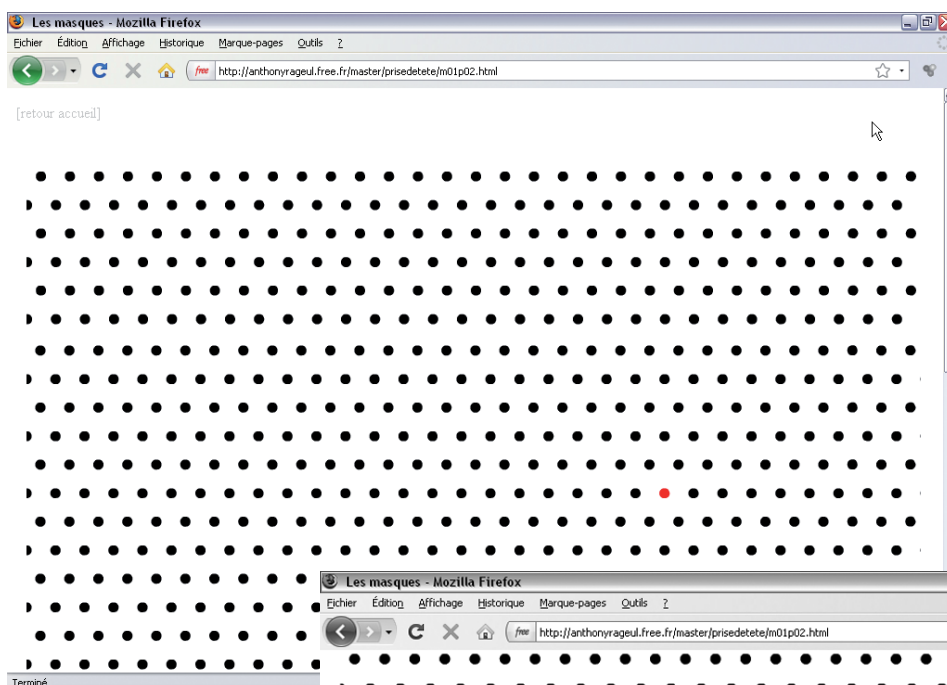 Les masques - Mozilla Firefox
Fichier Édition Affichage Historique Marque-pages Outils ?
free http://anthonyrageul.free.fr/master/prisedetete/m01p02.html
[retour accueil]
Les masques - Mozilla Firefox
Fichier Édition Affichage Historique Marque-pages Outils ?
free http://anthonyrageul.free.fr/master/prisedetete/m01p02.html
Terminé